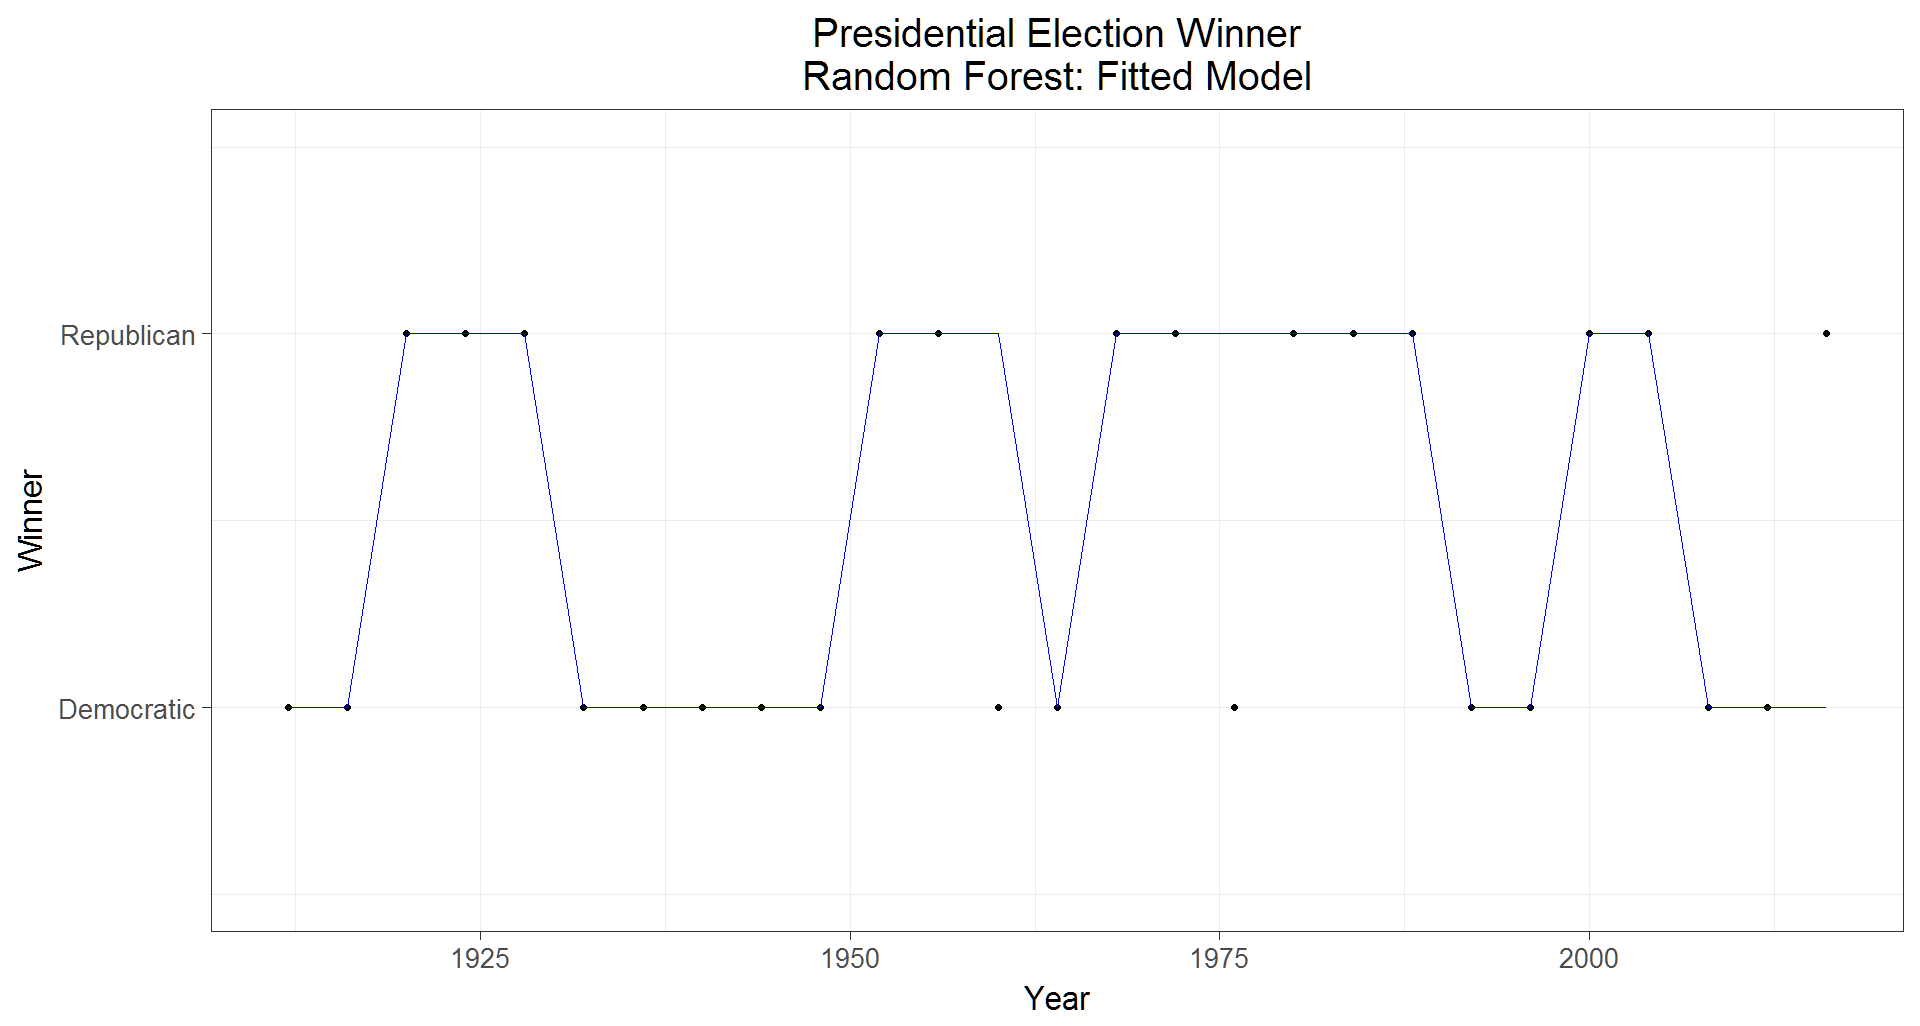 Presidential Election Winner
Random Forest: Fitted Model
Republican
Winner
Democratic
1925 1950 1975 2000
Year